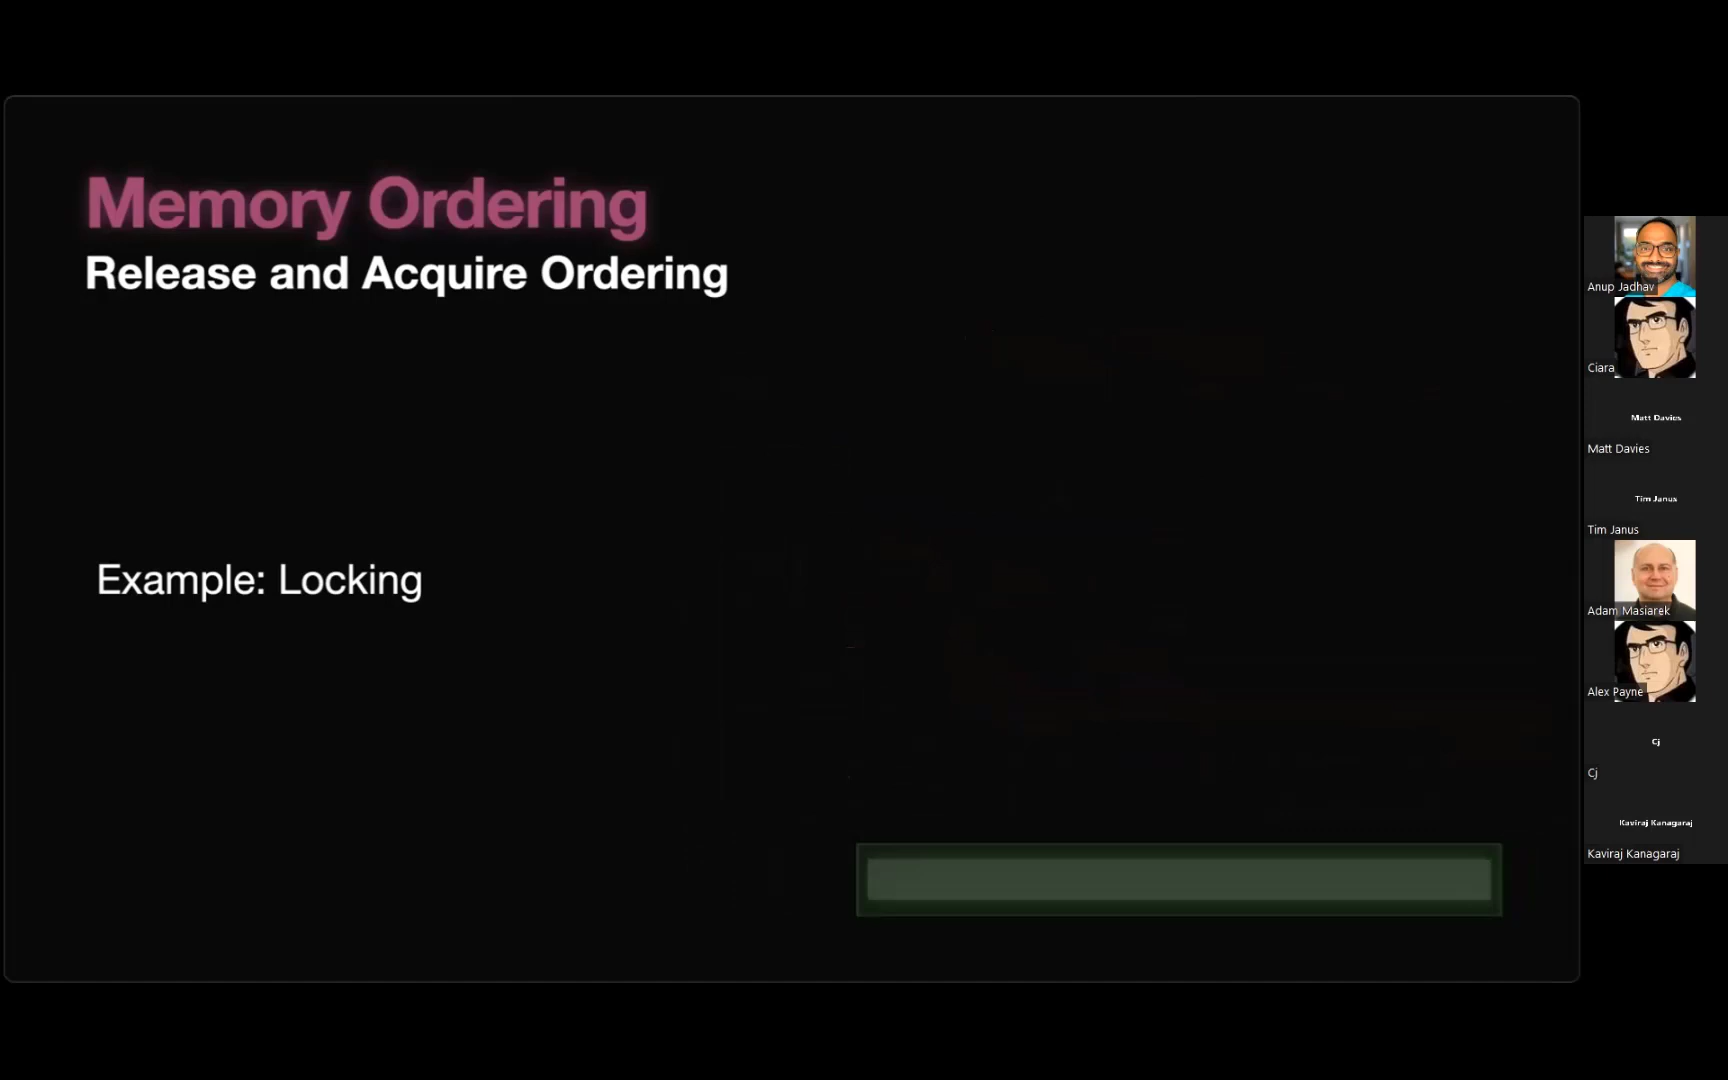 Memory Ordering
Release and Acquire Ordering
Example: Locking
Anup Jadhav
Ciara
Matt Davies
Matt Davies
Tim Janus
Tim Janus
Adam Masiarek
Alex Payne
Cj
Cj
Kaviraj Kanagaraj
Kaviraj Kanagaraj